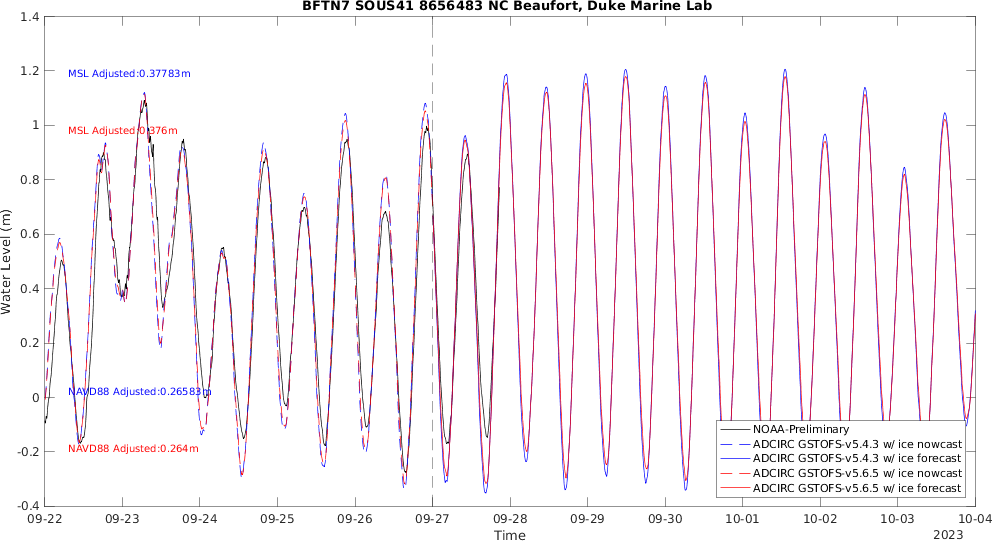 BFTN7 SOUS41 8656483 NC Beaufort, Duke Marine Lab
1.4
1.2
1
0.8
0.6
0.4
0.2
0
-0.2
-0.4
Water Level (m)
MSL Adjusted:0.37783m
MSL Adjusted:0.376m
NAVD88 Adjusted:0.26583m
NAVD88 Adjusted:0.264m
NOAA-Preliminary
ADCIRC GSTOFS-v5.4.3 w/ ice nowcast
ADCIRC GSTOFS-v5.4.3 w/ ice forecast
ADCIRC GSTOFS-v5.6.5 w/ ice nowcast
ADCIRC GSTOFS-v5.6.5 w/ ice forecast
09-22 09-23 09-24 09-25 09-26 09-27 09-28 09-29 09-30 10-01 10-02 10-03 10-04
Time
2023